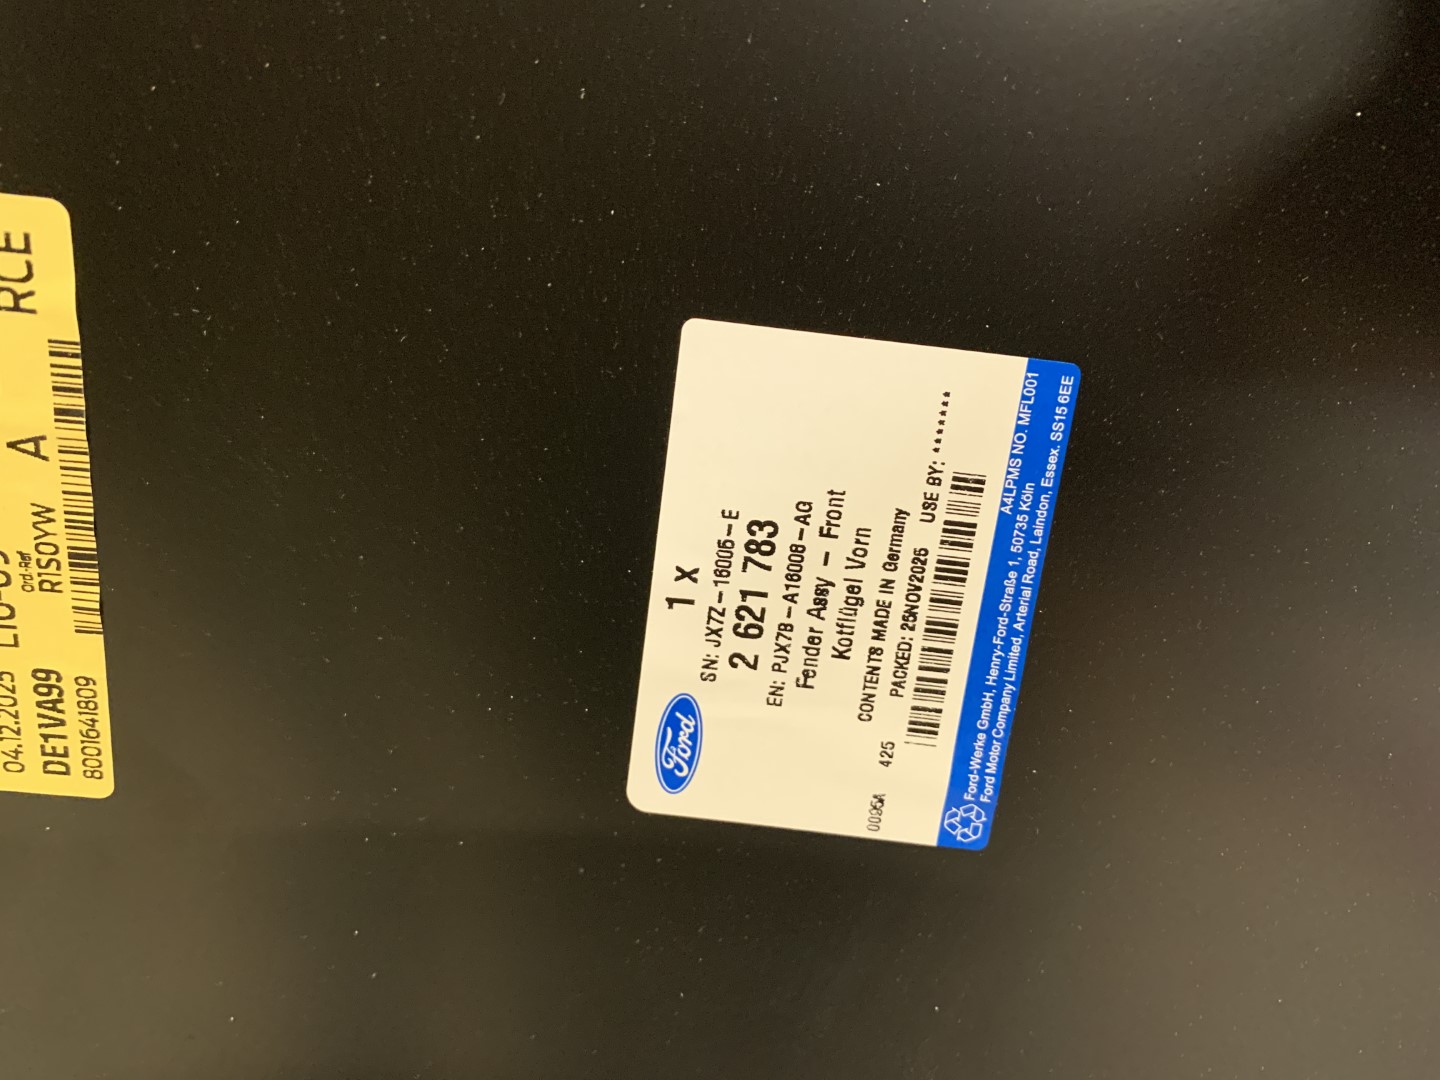 RCE
A
Ord.-Ref
R1SOYW
04.12.2025
DE1VA99
8001641809
Ford
1 X
SN: JX7Z-16005-E
2 621 783
EN: PJX7B-A16008-AG
Fender Assy - Front
Kotflügel Vorn
CONTENTS MADE IN Germany
0095A 425 PACKED: 25NOV2025 USE BY: ********
A4LPMS NO. MFL001
Ford-Werke GmbH, Henry-Ford-Straße 1, 50735 Köln
Ford Motor Company Limited, Arterial Road, Laindon, Essex. SS15 6EE